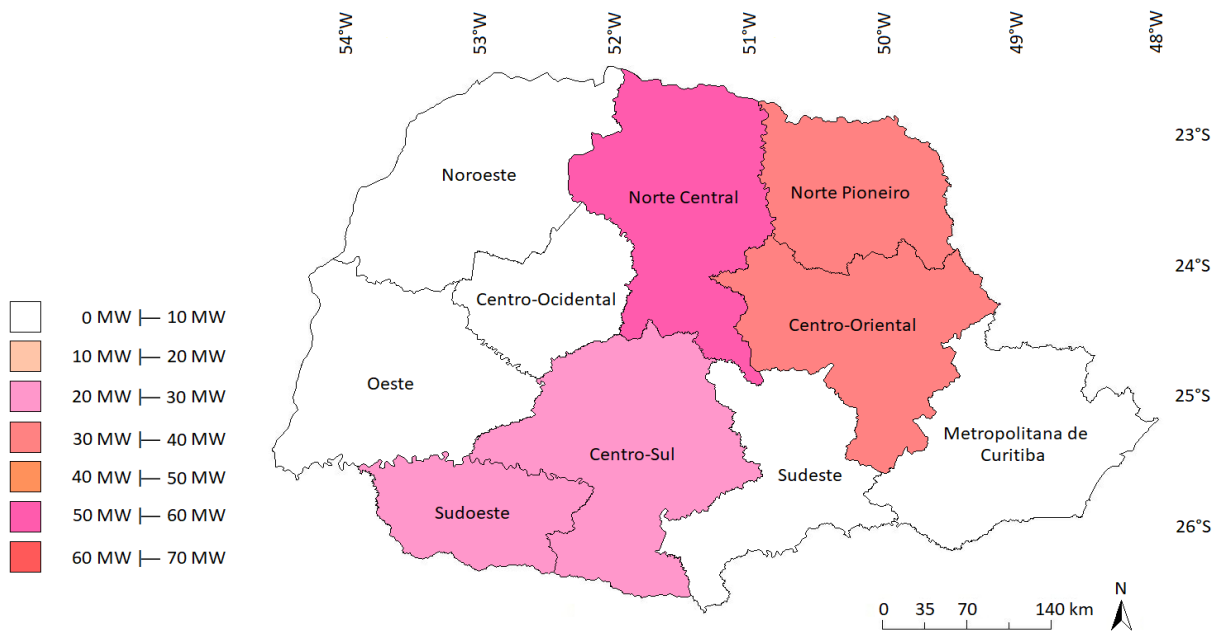 54°W
53°W
52°W
51°W
50°W
49°W
48°W
23°S
24°S
25°S
26°S
Noroeste
Norte Central
Norte Pioneiro
Centro-Ocidental
Centro-Oriental
Oeste
Metropolitana de
Curitiba
Centro-Sul
Sudeste
Sudoeste
0 MW ├─ 10 MW
10 MW ├─ 20 MW
20 MW ├─ 30 MW
30 MW ├─ 40 MW
40 MW ├─ 50 MW
50 MW ├─ 60 MW
60 MW ├─ 70 MW
N
0 35 70 140 km